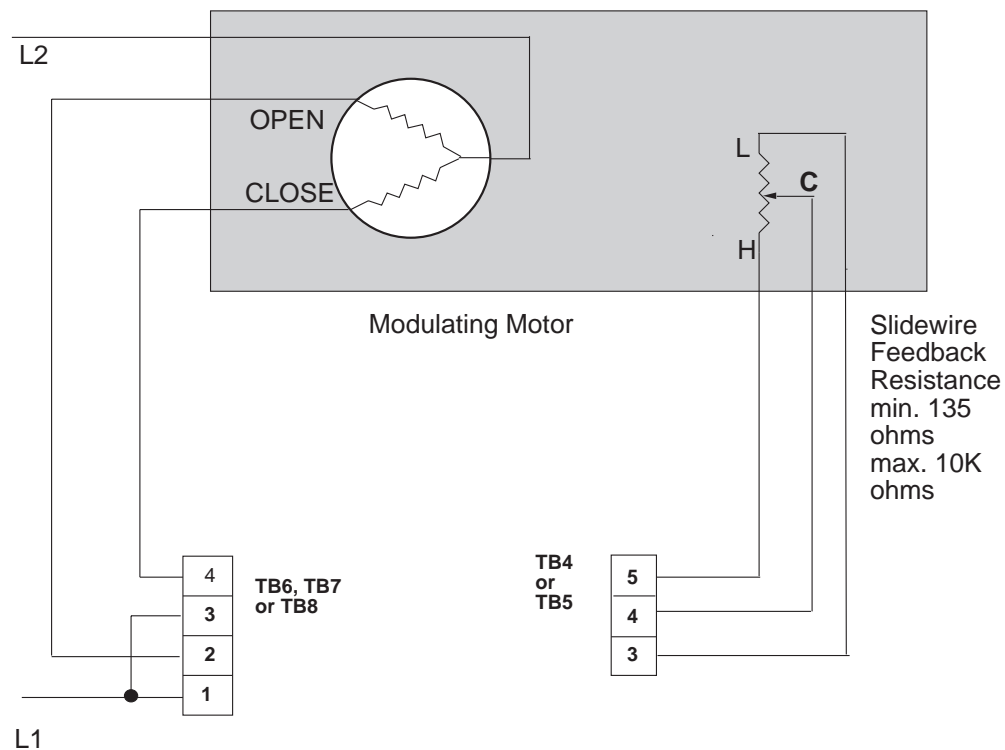 L2
OPEN
CLOSE
L
C
H
Modulating Motor
Slidewire
Feedback
Resistance
min. 135
ohms
max. 10K
ohms
4
3
2
1
TB6, TB7
or TB8
TB4
or
TB5
5
4
3
L1